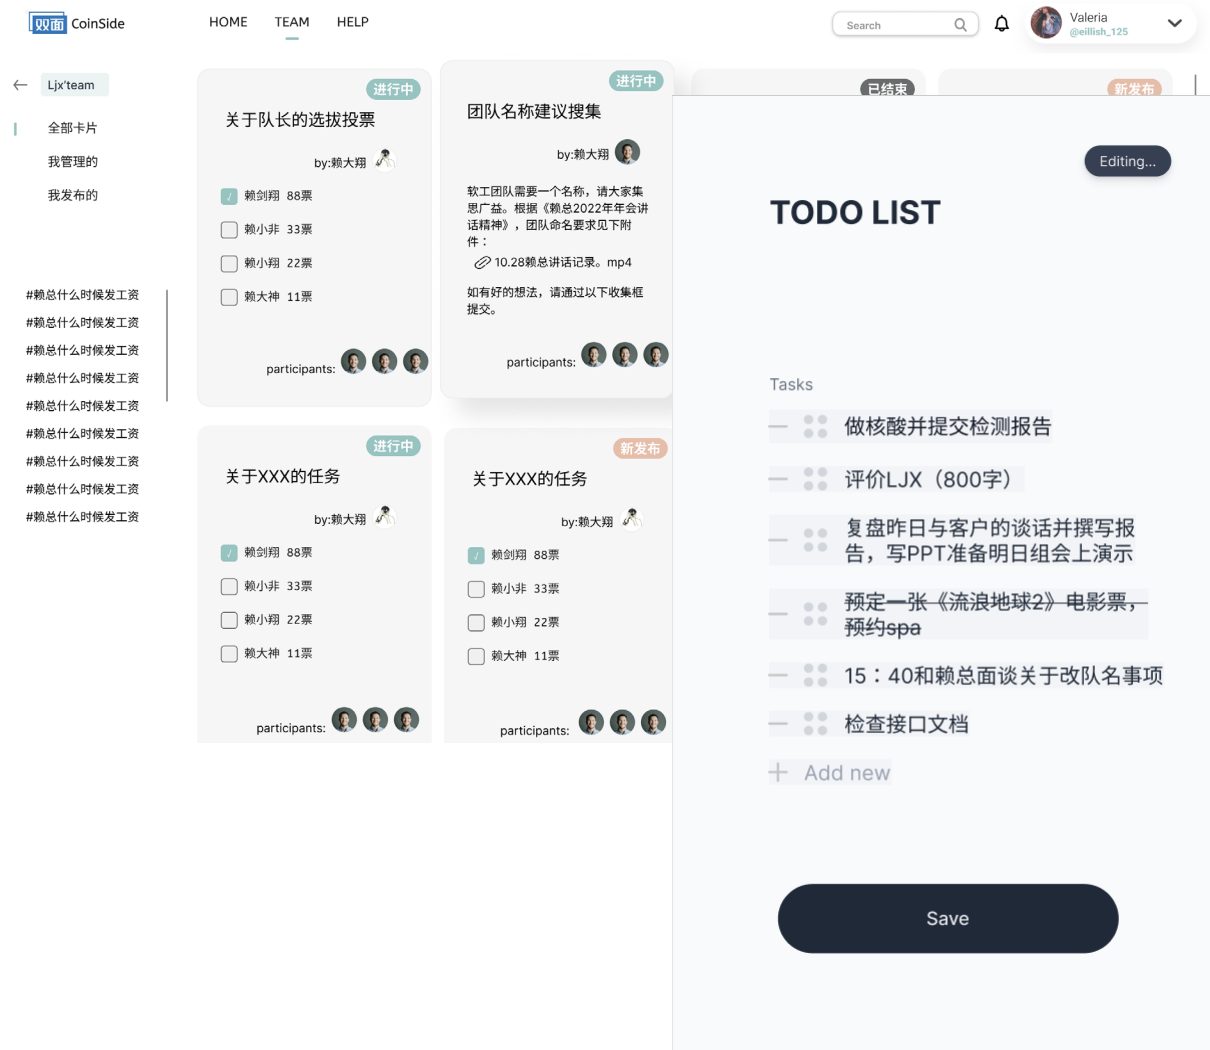 双面 CoinSide
HOME TEAM HELP
Search
Valeria
@eillish_125
Ljx'team
全部卡片
我管理的
我发布的
#赖总什么时候发工资
#赖总什么时候发工资
#赖总什么时候发工资
#赖总什么时候发工资
#赖总什么时候发工资
#赖总什么时候发工资
#赖总什么时候发工资
#赖总什么时候发工资
#赖总什么时候发工资
进行中
关于队长的选拔投票
by:赖大翔
赖剑翔 88票
赖小非 33票
赖小翔 22票
赖大神 11票
participants:
进行中
团队名称建议搜集
by:赖大翔
软工团队需要一个名称，请大家集
思广益。根据《赖总2022年年会讲
话精神》，团队命名要求见下附
件：
10.28赖总讲话记录。mp4
如有好的想法，请通过以下收集框
提交。
participants:
已结束
新发布
进行中
关于XXX的任务
by:赖大翔
赖剑翔 88票
赖小非 33票
赖小翔 22票
赖大神 11票
participants:
新发布
关于XXX的任务
by:赖大翔
赖剑翔 88票
赖小非 33票
赖小翔 22票
赖大神 11票
participants:
Editing...
TODO LIST
Tasks
做核酸并提交检测报告
评价LJX（800字）
复盘昨日与客户的谈话并撰写报
告，写PPT准备明日组会上演示
预定一张《流浪地球2》电影票，
预约spa
15：40和赖总面谈关于改队名事项
检查接口文档
Add new
Save